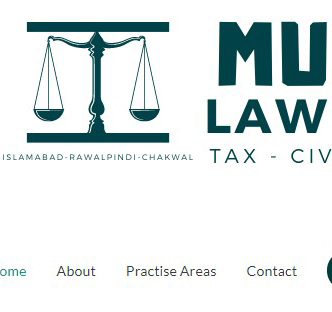 MU
LAW
ISLAMABAD-RAWALPINDI-CHAKWAL
TAX - CIV
ome About Practise Areas Contact